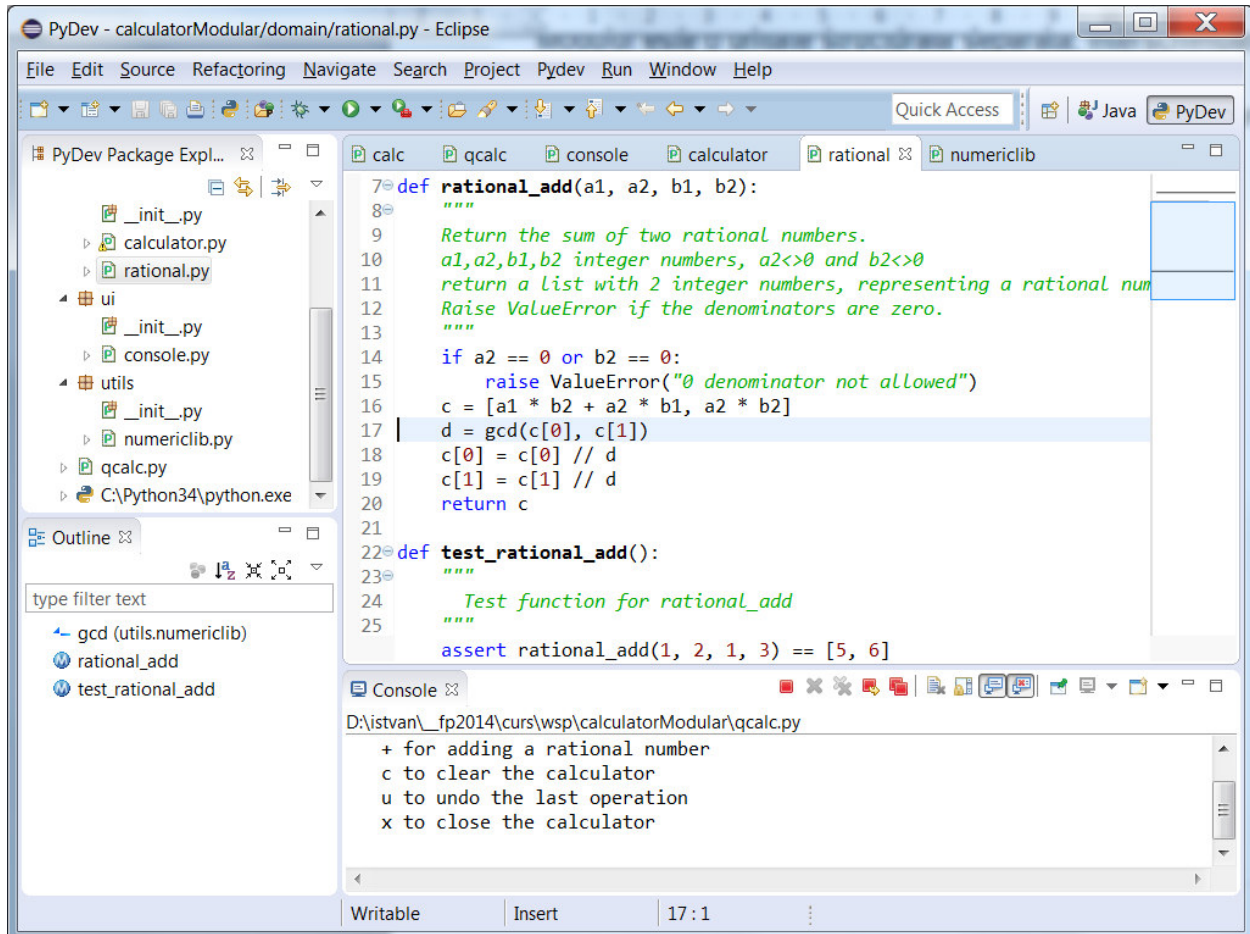 PyDev - calculatorModular/domain/rational.py - Eclipse
File Edit Source Refactoring Navigate Search Project Pydev Run Window Help
Quick Access Java PyDev
PyDev Package Expl...
__init__.py
calculator.py
rational.py
ui
__init__.py
console.py
utils
__init__.py
numericlib.py
qcalc.py
C:\Python34\python.exe
Outline
type filter text
gcd (utils.numericlib)
rational_add
test_rational_add
calc qcalc console calculator rational numericlib
7 def rational_add(a1, a2, b1, b2):
8 """
9 Return the sum of two rational numbers.
10 a1,a2,b1,b2 integer numbers, a2<>0 and b2<>0
11 return a list with 2 integer numbers, representing a rational num
12 Raise ValueError if the denominators are zero.
13 """
14 if a2 == 0 or b2 == 0:
15 raise ValueError("0 denominator not allowed")
16 c = [a1 * b2 + a2 * b1, a2 * b2]
17 d = gcd(c[0], c[1])
18 c[0] = c[0] // d
19 c[1] = c[1] // d
20 return c
21
22 def test_rational_add():
23 """
24 Test function for rational_add
25 """
assert rational_add(1, 2, 1, 3) == [5, 6]
Console
D:\istvan\__fp2014\curs\wsp\calculatorModular\qcalc.py
+ for adding a rational number
c to clear the calculator
u to undo the last operation
x to close the calculator
Writable Insert 17 : 1